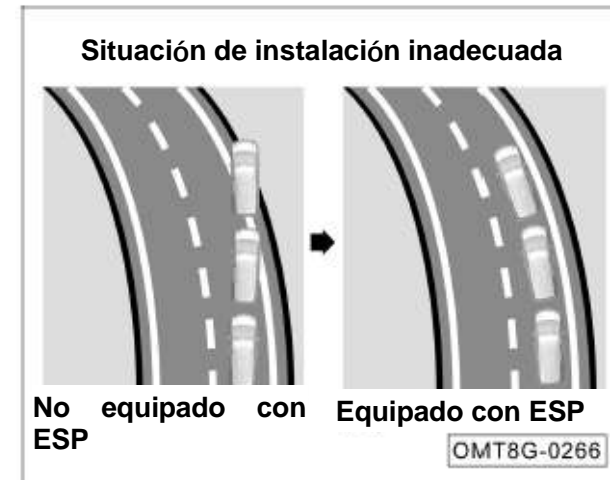 Situación de instalación inadecuada
No equipado con
ESP
Equipado con ESP
OMT8G-0266